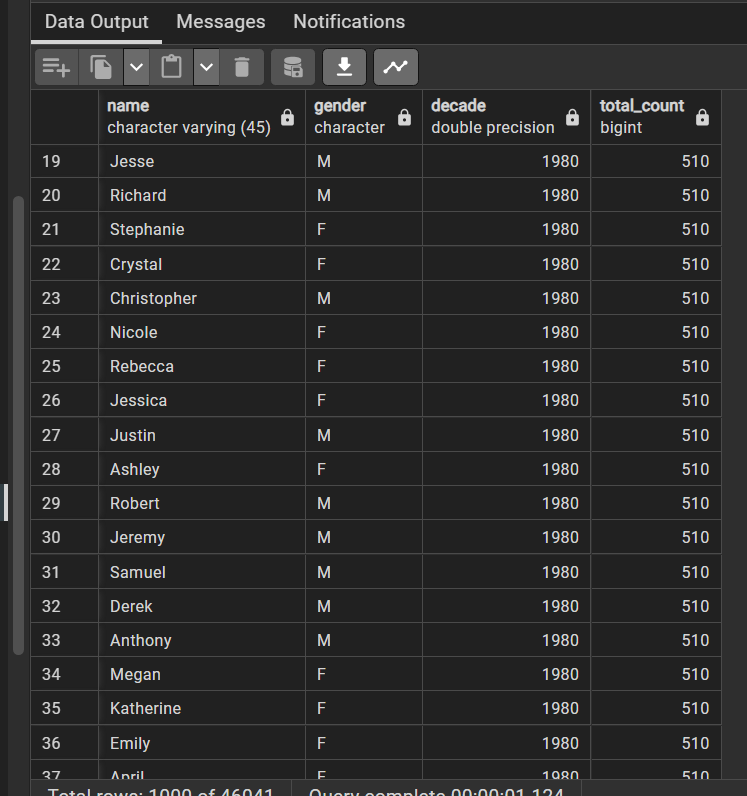 Data Output Messages Notifications
name gender decade total_count
character varying (45) character double precision bigint
19 Jesse M 1980 510
20 Richard M 1980 510
21 Stephanie F 1980 510
22 Crystal F 1980 510
23 Christopher M 1980 510
24 Nicole F 1980 510
25 Rebecca F 1980 510
26 Jessica F 1980 510
27 Justin M 1980 510
28 Ashley F 1980 510
29 Robert M 1980 510
30 Jeremy M 1980 510
31 Samuel M 1980 510
32 Derek M 1980 510
33 Anthony M 1980 510
34 Megan F 1980 510
35 Katherine F 1980 510
36 Emily F 1980 510
37 April F 1980 510
Total rows: 1000 of 46041 Query complete 00:00:01.124